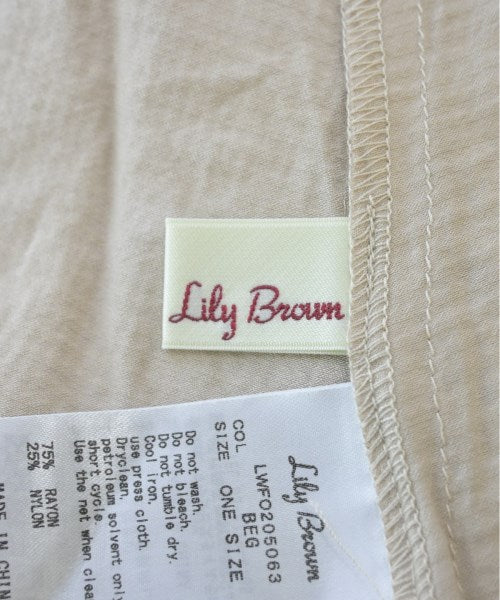 Lily Brown
Lily Brown
LWFO205063
COL BEG
SIZE ONE SIZE
Do not wash.
Do not bleach.
Do not tumble dry.
Cool iron.
use press cloth.
Dryclean,
petroleum solvent only
short cycle.
Use the net when clea
75% RAYON
25% NYLON
MADE IN CHIN